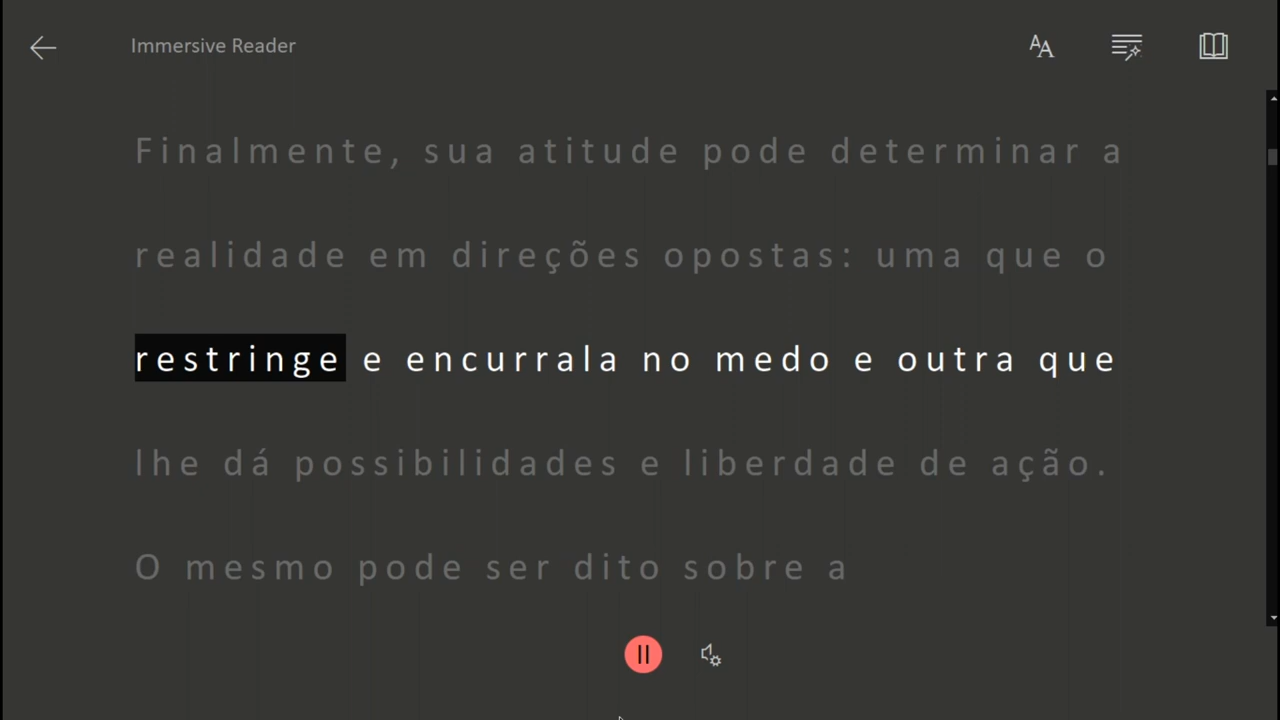 Immersive Reader
Finalmente, sua atitude pode determinar a
realidade em direções opostas: uma que o
restringe e encurrala no medo e outra que
lhe dá possibilidades e liberdade de ação.
O mesmo pode ser dito sobre a